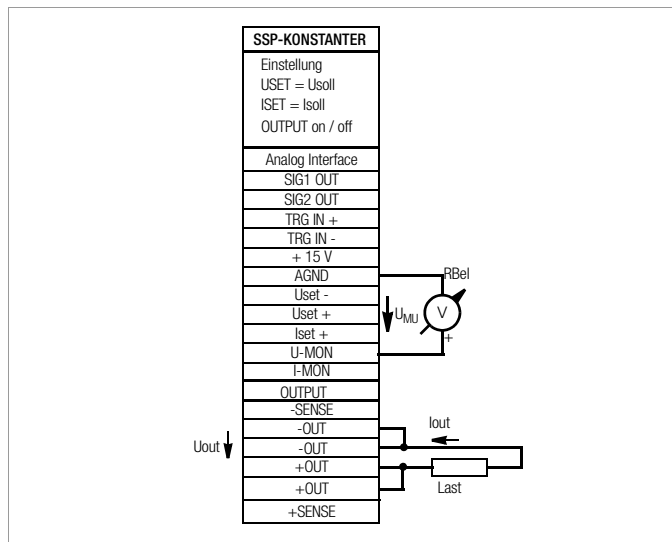 SSP-KONSTANTER
Einstellung
USET = Usoll
ISET = Isoll
OUTPUT on / off
Analog Interface
SIG1 OUT
SIG2 OUT
TRG IN +
TRG IN -
+ 15 V
AGND
RBel
Uset -
Uset +
UMU
V
Iset +
+
U-MON
I-MON
OUTPUT
-SENSE
-OUT
Iout
Uout
-OUT
+OUT
+OUT
Last
+SENSE